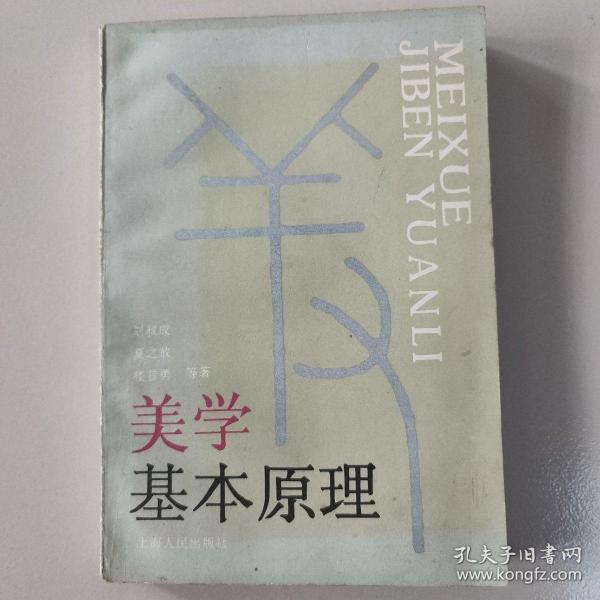 MEIXUE
JIBEN YUANLI
刘叔成
夏之放
楼昔勇 等著
美学
基本原理
上海人民出版社
孔夫子旧书网
www.kongfz.com